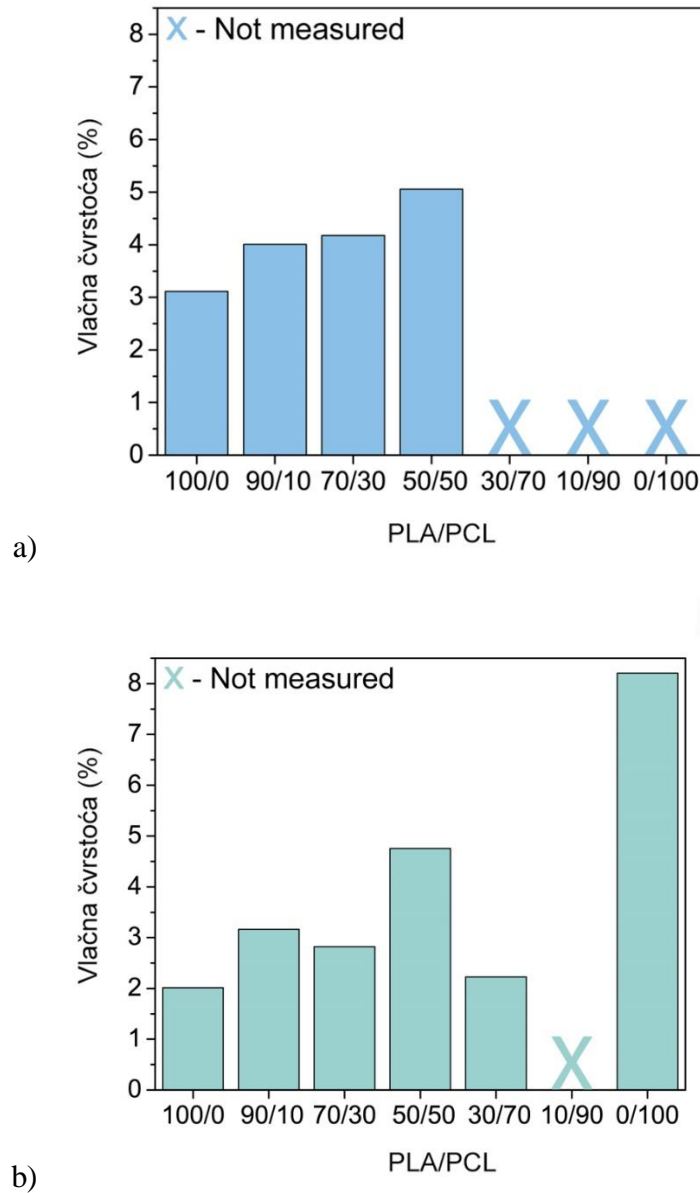 X - Not measured
8
7
6
5
4
3
2
1
0
Vlačna čvrstoća (%)
X X X
100/0 90/10 70/30 50/50 30/70 10/90 0/100
PLA/PCL
a)
X - Not measured
8
7
6
5
4
3
2
1
0
Vlačna čvrstoća (%)
X
100/0 90/10 70/30 50/50 30/70 10/90 0/100
PLA/PCL
b)